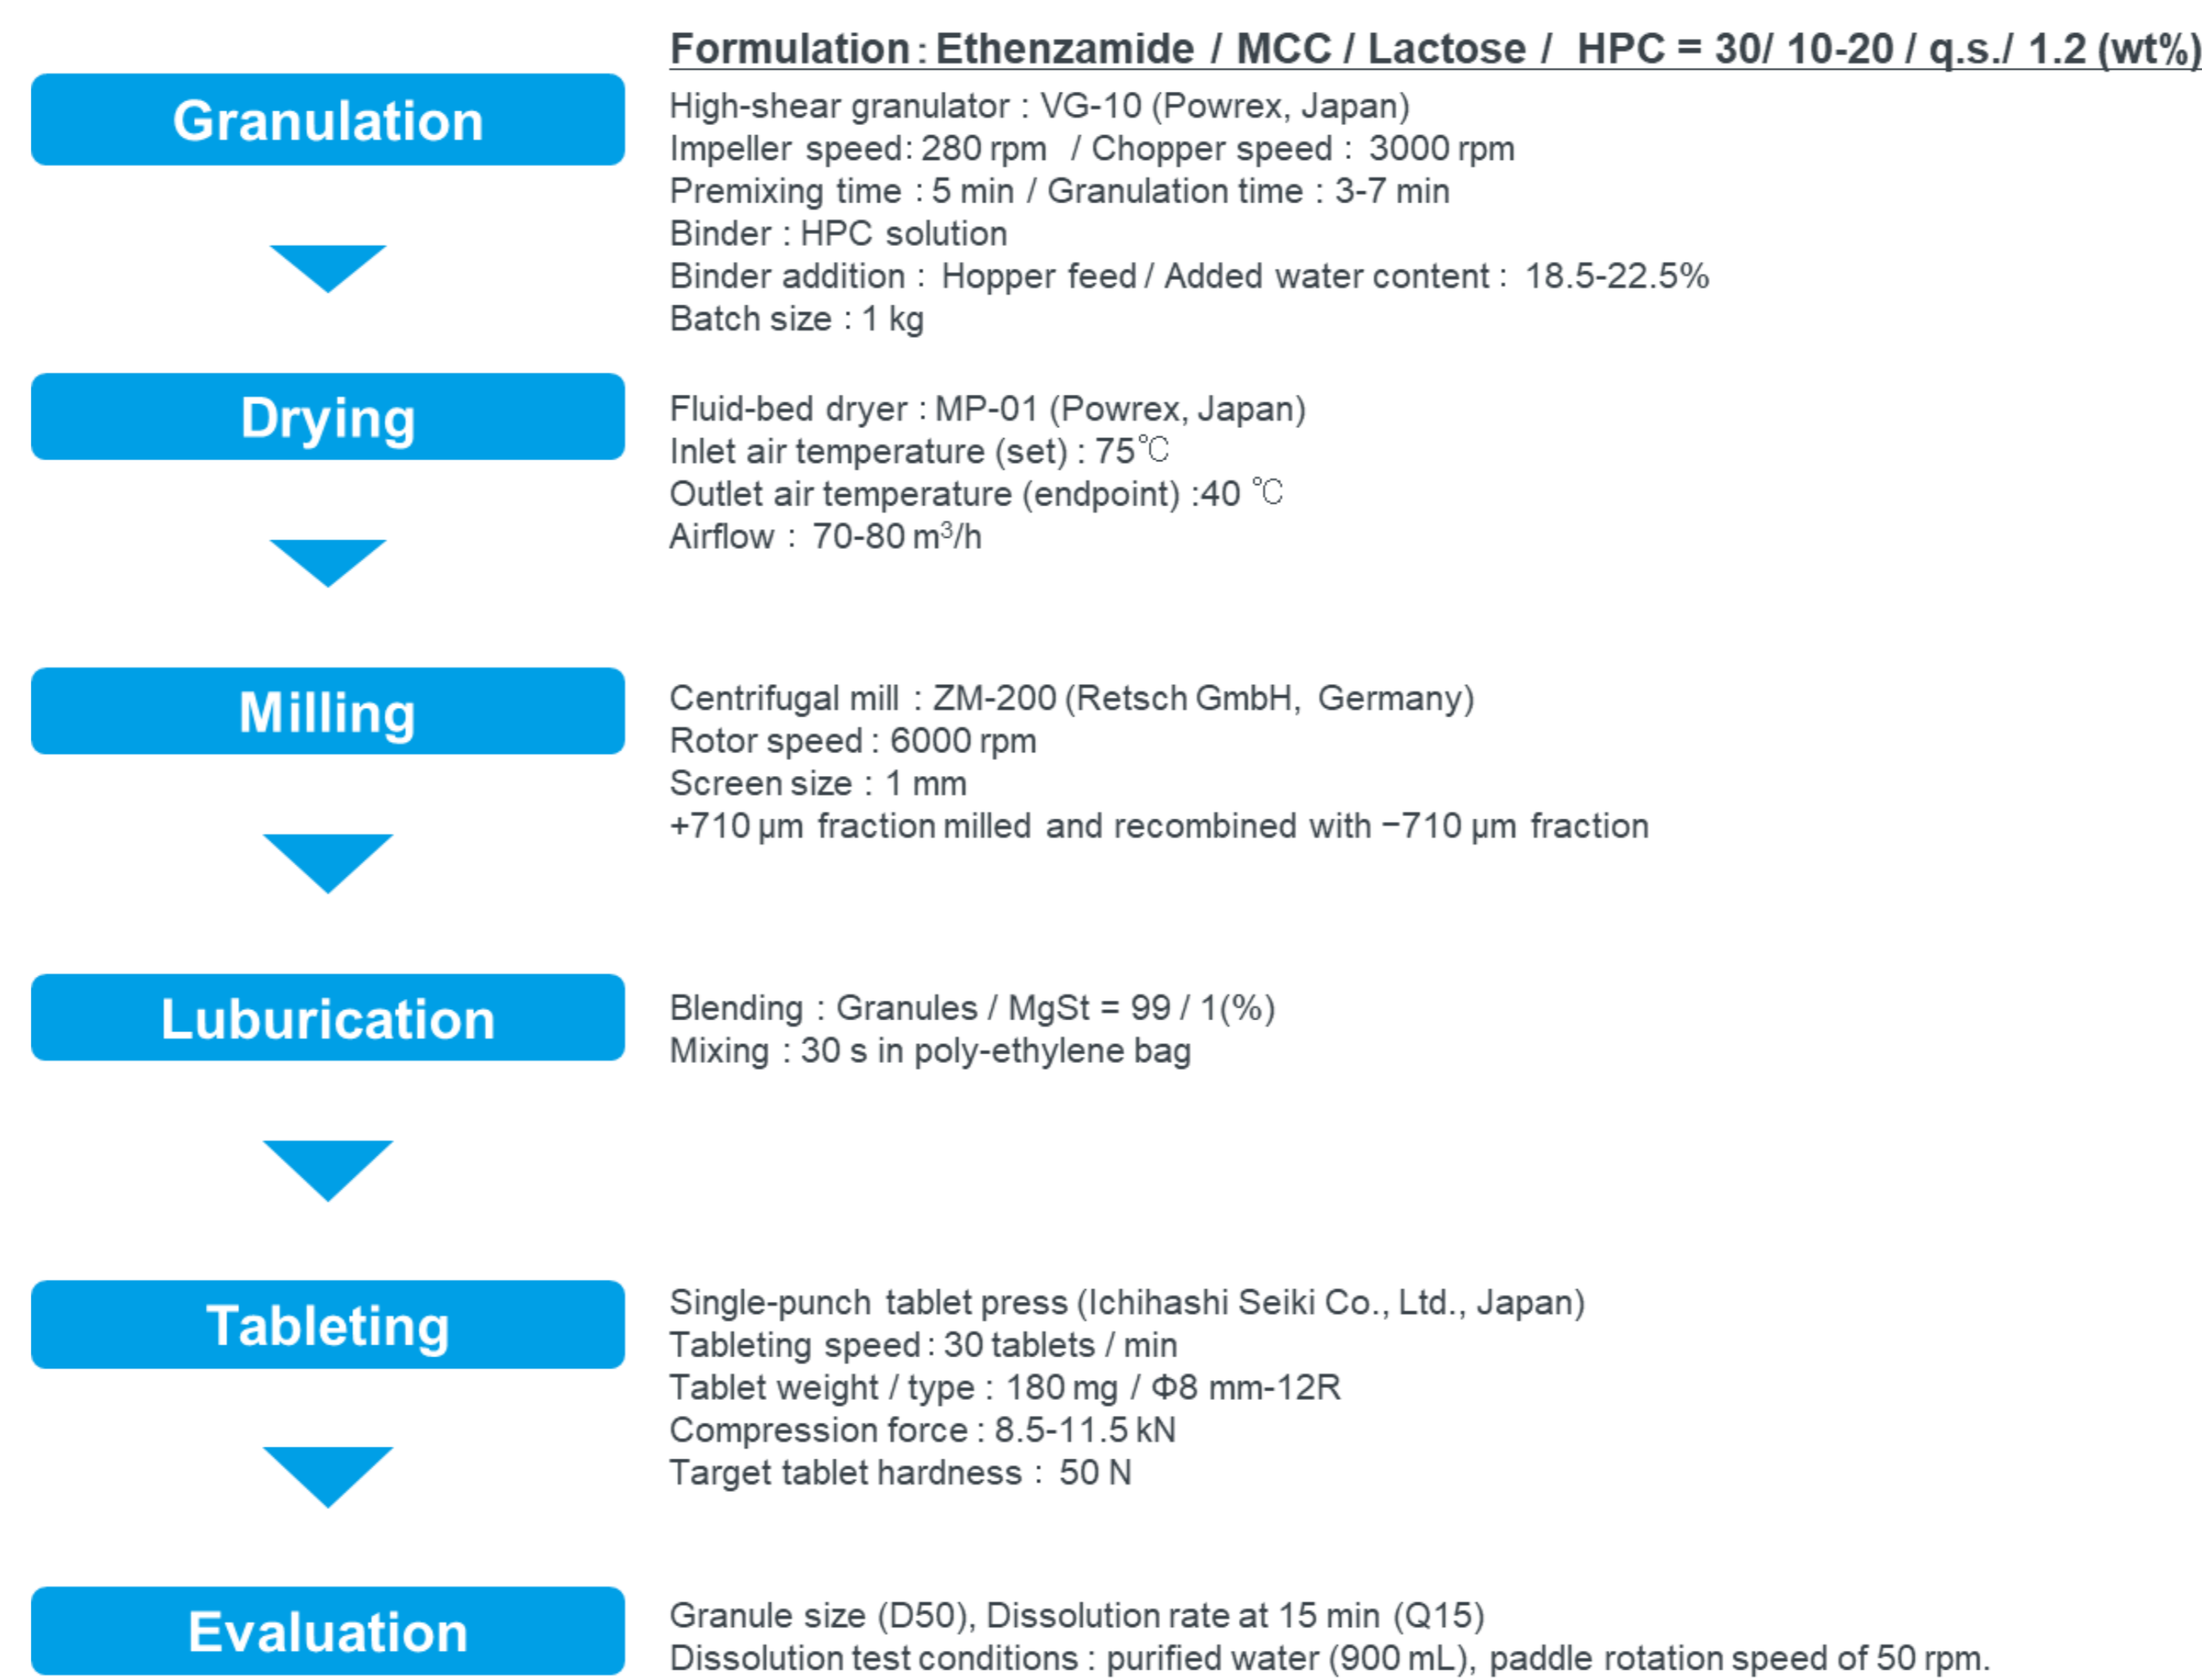 Formulation : Ethenzamide / MCC / Lactose / HPC = 30/ 10-20 / q.s./ 1.2 (wt%)
Granulation
High-shear granulator : VG-10 (Powrex, Japan)
Impeller speed: 280 rpm / Chopper speed : 3000 rpm
Premixing time : 5 min / Granulation time : 3-7 min
Binder : HPC solution
Binder addition : Hopper feed / Added water content : 18.5-22.5%
Batch size : 1 kg
Drying
Fluid-bed dryer : MP-01 (Powrex, Japan)
Inlet air temperature (set) : 75℃
Outlet air temperature (endpoint) :40 ℃
Airflow : 70-80 m³/h
Milling
Centrifugal mill : ZM-200 (Retsch GmbH, Germany)
Rotor speed : 6000 rpm
Screen size : 1 mm
+710 μm fraction milled and recombined with −710 μm fraction
Luburication
Blending : Granules / MgSt = 99 / 1(%)
Mixing : 30 s in poly-ethylene bag
Tableting
Single-punch tablet press (Ichihashi Seiki Co., Ltd., Japan)
Tableting speed : 30 tablets / min
Tablet weight / type : 180 mg / Φ8 mm-12R
Compression force : 8.5-11.5 kN
Target tablet hardness : 50 N
Evaluation
Granule size (D50), Dissolution rate at 15 min (Q15)
Dissolution test conditions : purified water (900 mL), paddle rotation speed of 50 rpm.